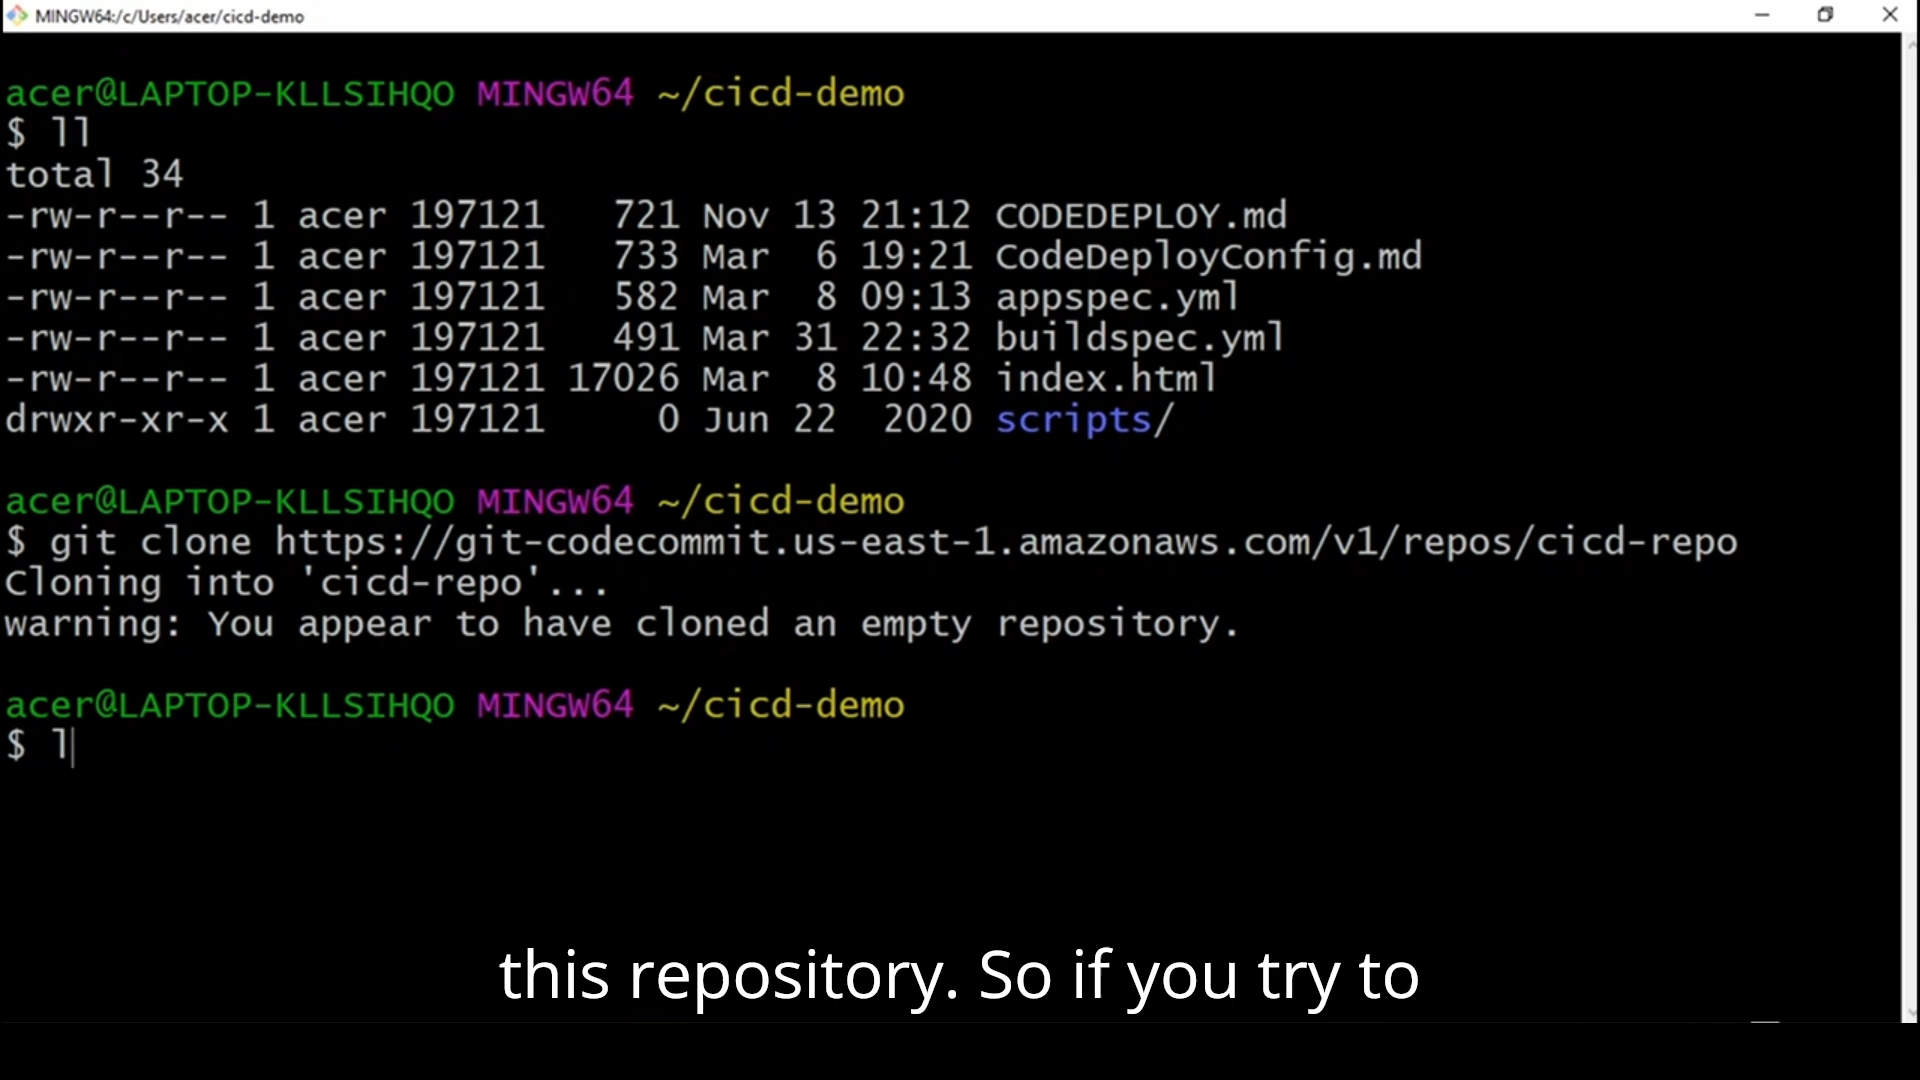 MINGW64:/c/Users/acer/cicd-demo
acer@LAPTOP-KLLSIHQO MINGW64 ~/cicd-demo
$ ll
total 34
-rw-r--r-- 1 acer 197121   721 Nov 13 21:12 CODEDEPLOY.md
-rw-r--r-- 1 acer 197121   733 Mar  6 19:21 CodeDeployConfig.md
-rw-r--r-- 1 acer 197121   582 Mar  8 09:13 appspec.yml
-rw-r--r-- 1 acer 197121   491 Mar 31 22:32 buildspec.yml
-rw-r--r-- 1 acer 197121 17026 Mar  8 10:48 index.html
drwxr-xr-x 1 acer 197121     0 Jun 22  2020 scripts/
acer@LAPTOP-KLLSIHQO MINGW64 ~/cicd-demo
$ git clone https://git-codecommit.us-east-1.amazonaws.com/v1/repos/cicd-repo
Cloning into 'cicd-repo'...
warning: You appear to have cloned an empty repository.
acer@LAPTOP-KLLSIHQO MINGW64 ~/cicd-demo
$ l
this repository. So if you try to